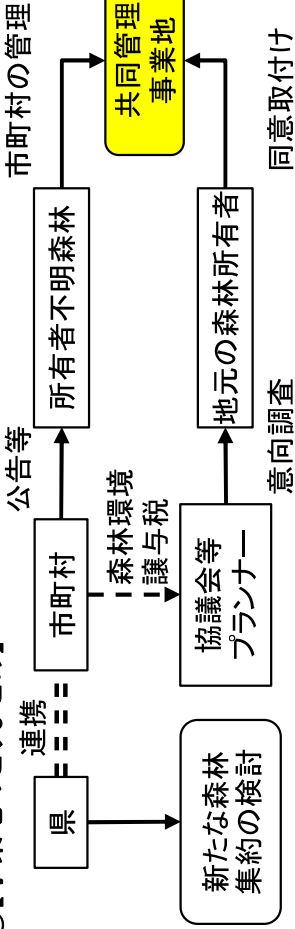 県
連携
市町村
公告等
所有者不明森林
市町村の管理
共同管理
事業地
新たな森林
集約の検討
森林環境
譲与税
協議会等
プランナー
意向調査
地元の森林所有者
同意取付け